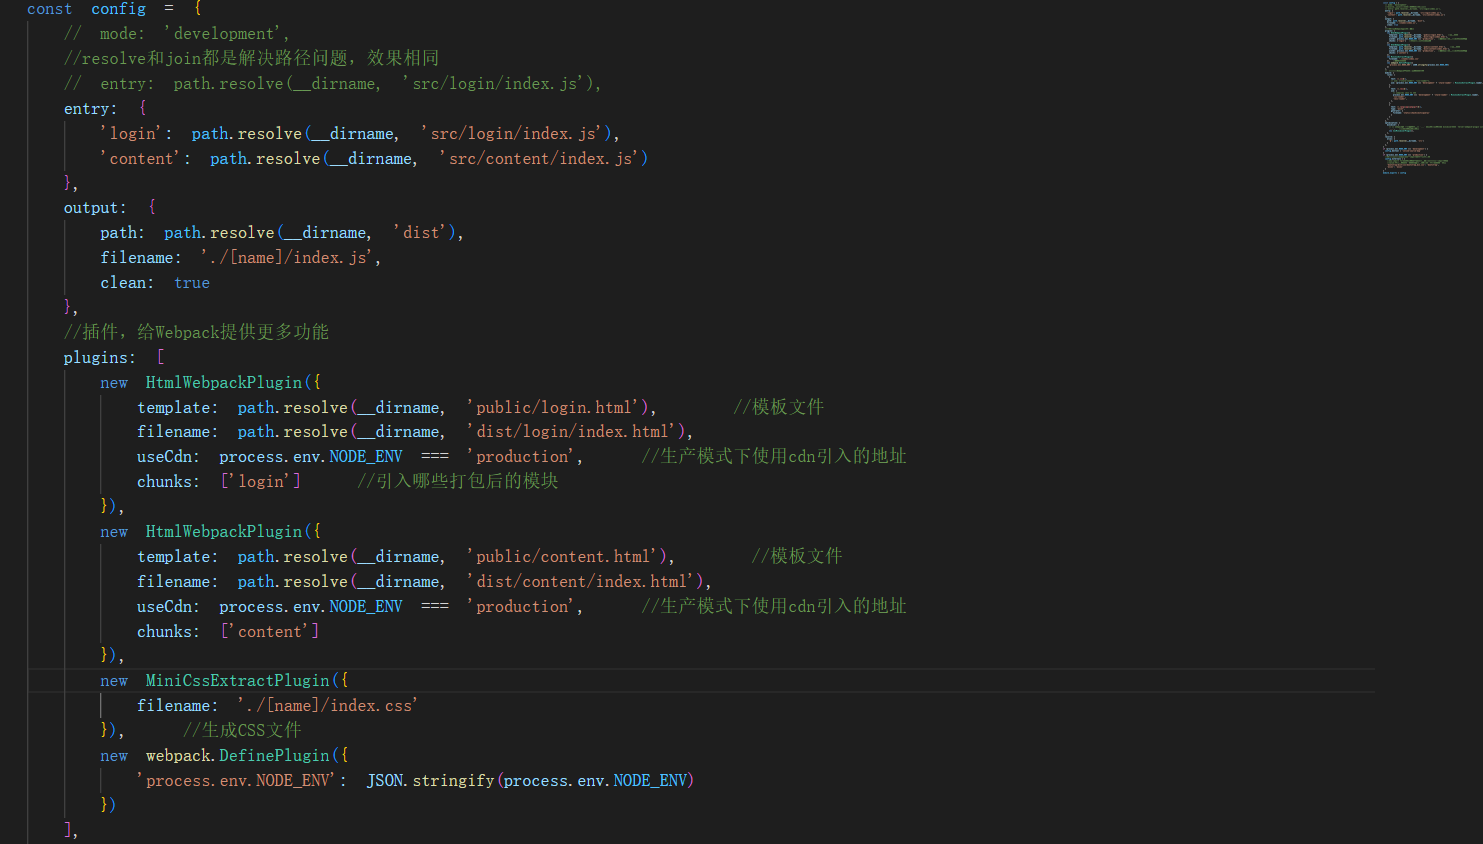 const config = {
// mode: 'development',
//resolve和join都是解决路径问题，效果相同
// entry: path.resolve(__dirname, 'src/login/index.js'),
entry: {
'login': path.resolve(__dirname, 'src/login/index.js'),
'content': path.resolve(__dirname, 'src/content/index.js')
},
output: {
path: path.resolve(__dirname, 'dist'),
filename: './[name]/index.js',
clean: true
},
//插件，给Webpack提供更多功能
plugins: [
new HtmlWebpackPlugin({
template: path.resolve(__dirname, 'public/login.html'), //模板文件
filename: path.resolve(__dirname, 'dist/login/index.html'),
useCdn: process.env.NODE_ENV === 'production', //生产模式下使用cdn引入的地址
chunks: ['login'] //引入哪些打包后的模块
}),
new HtmlWebpackPlugin({
template: path.resolve(__dirname, 'public/content.html'), //模板文件
filename: path.resolve(__dirname, 'dist/content/index.html'),
useCdn: process.env.NODE_ENV === 'production', //生产模式下使用cdn引入的地址
chunks: ['content']
}),
new MiniCssExtractPlugin({
filename: './[name]/index.css'
}), //生成CSS文件
new webpack.DefinePlugin({
'process.env.NODE_ENV': JSON.stringify(process.env.NODE_ENV)
})
],